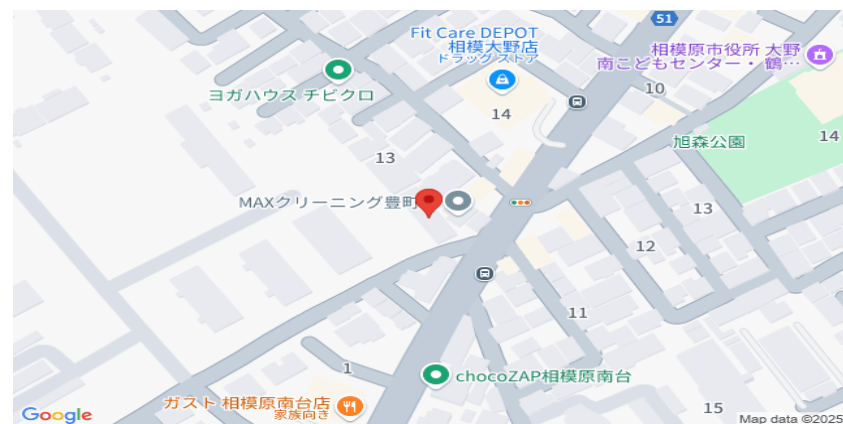 51
Fit Care DEPOT
相模大野店
ドラッグストア
相模原市役所 大野
南こどもセンター・鶴…
ヨガハウス チビクロ
10
14
旭森公園
14
13
MAXクリーニング豊町
13
12
11
1
chocoZAP相模原南台
ガスト 相模原南台店
家族向き
15
Google
Map data ©2025